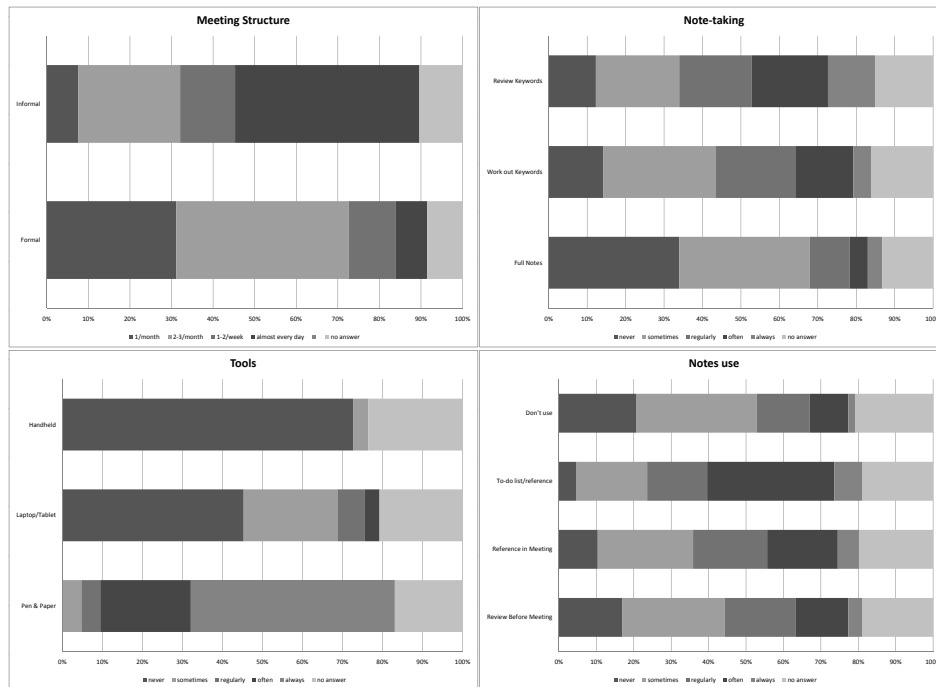 Meeting Structure
Informal
Formal
0% 10% 20% 30% 40% 50% 60% 70% 80% 90% 100%
1/month 2-3/month 1-2/week almost every day no answer
Note-taking
Review Keywords
Work out Keywords
Full Notes
0% 10% 20% 30% 40% 50% 60% 70% 80% 90% 100%
never sometimes regularly often always no answer
Tools
Handheld
Laptop/Tablet
Pen & Paper
0% 10% 20% 30% 40% 50% 60% 70% 80% 90% 100%
never sometimes regularly often always no answer
Notes use
Don't use
To-do list/reference
Reference in Meeting
Review Before Meeting
0% 10% 20% 30% 40% 50% 60% 70% 80% 90% 100%
never sometimes regularly often always no answer